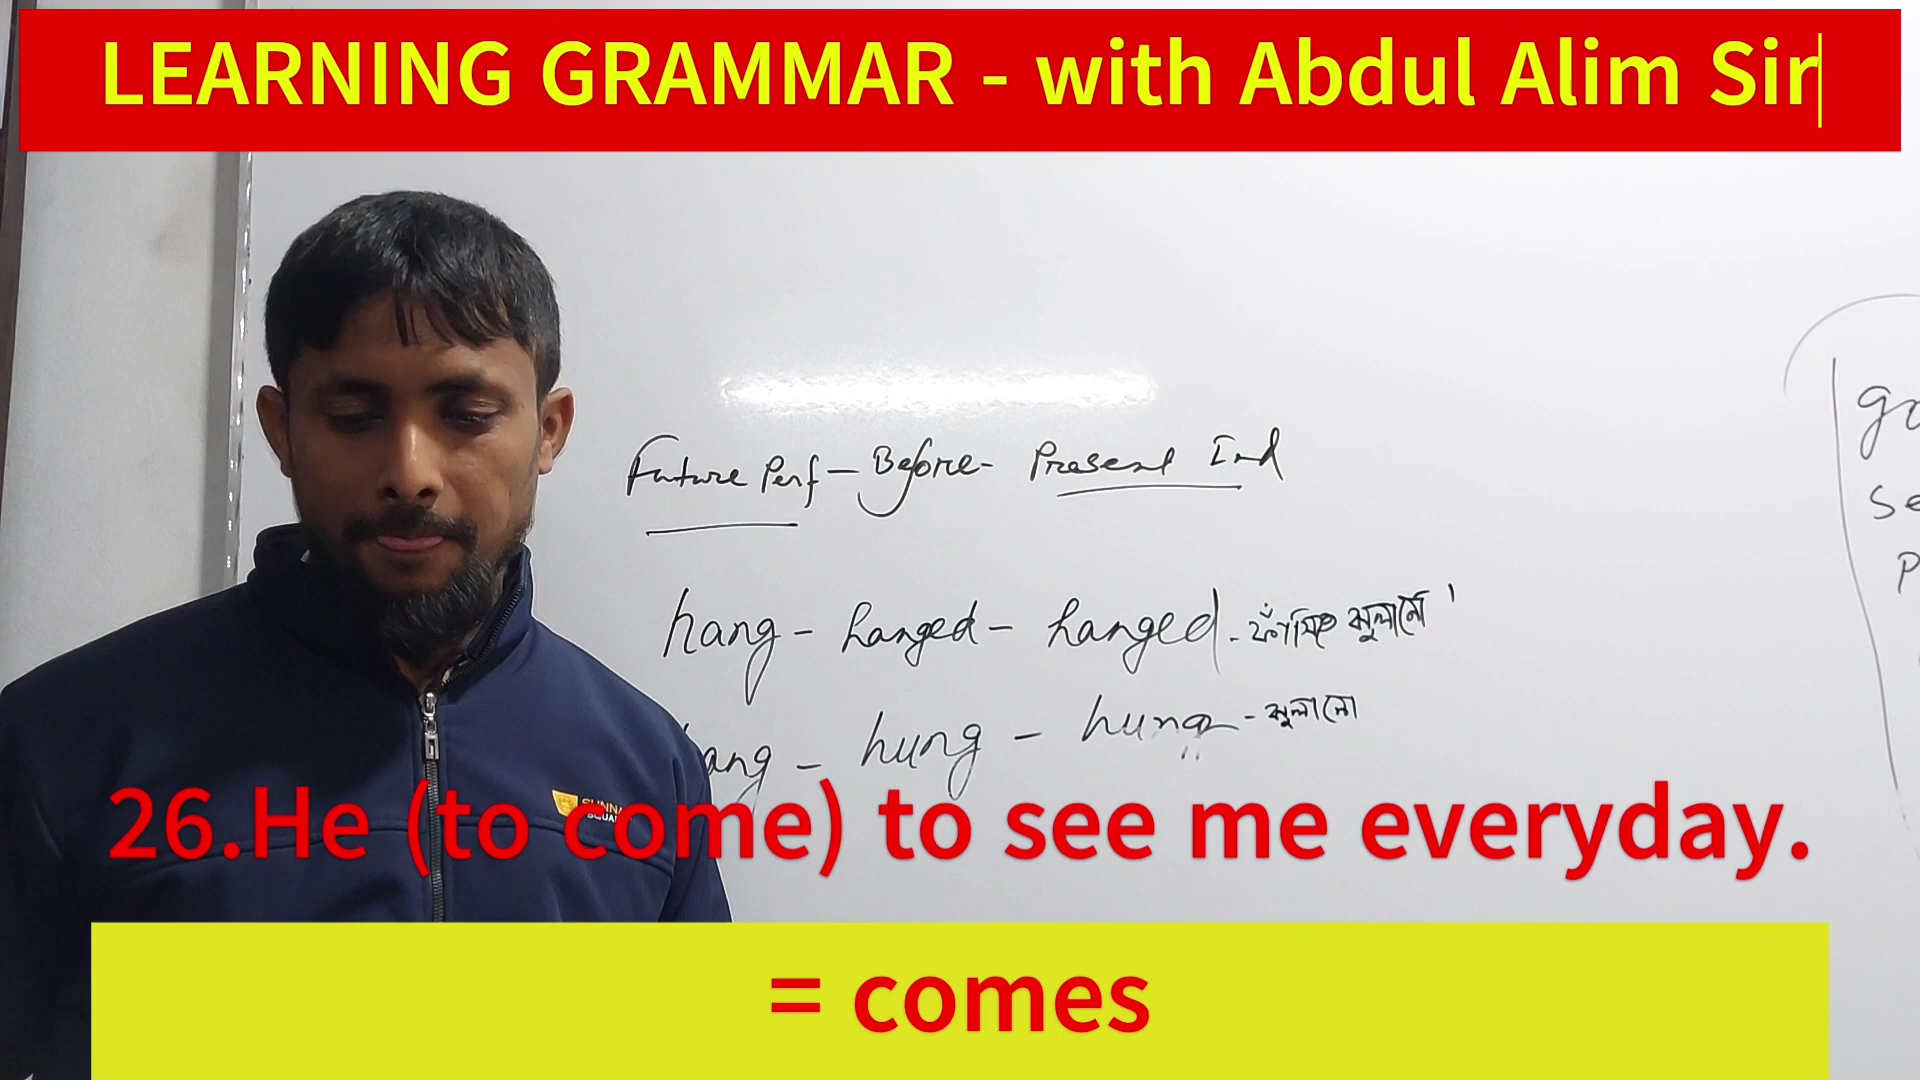 LEARNING GRAMMAR - with Abdul Alim Sir
Future Perf – Before - Present Ind
hang - hanged - hanged - ফাঁসিতে ঝুলানো
hang - hung - hung - ঝুলানো
26.He (to come) to see me everyday.
= comes